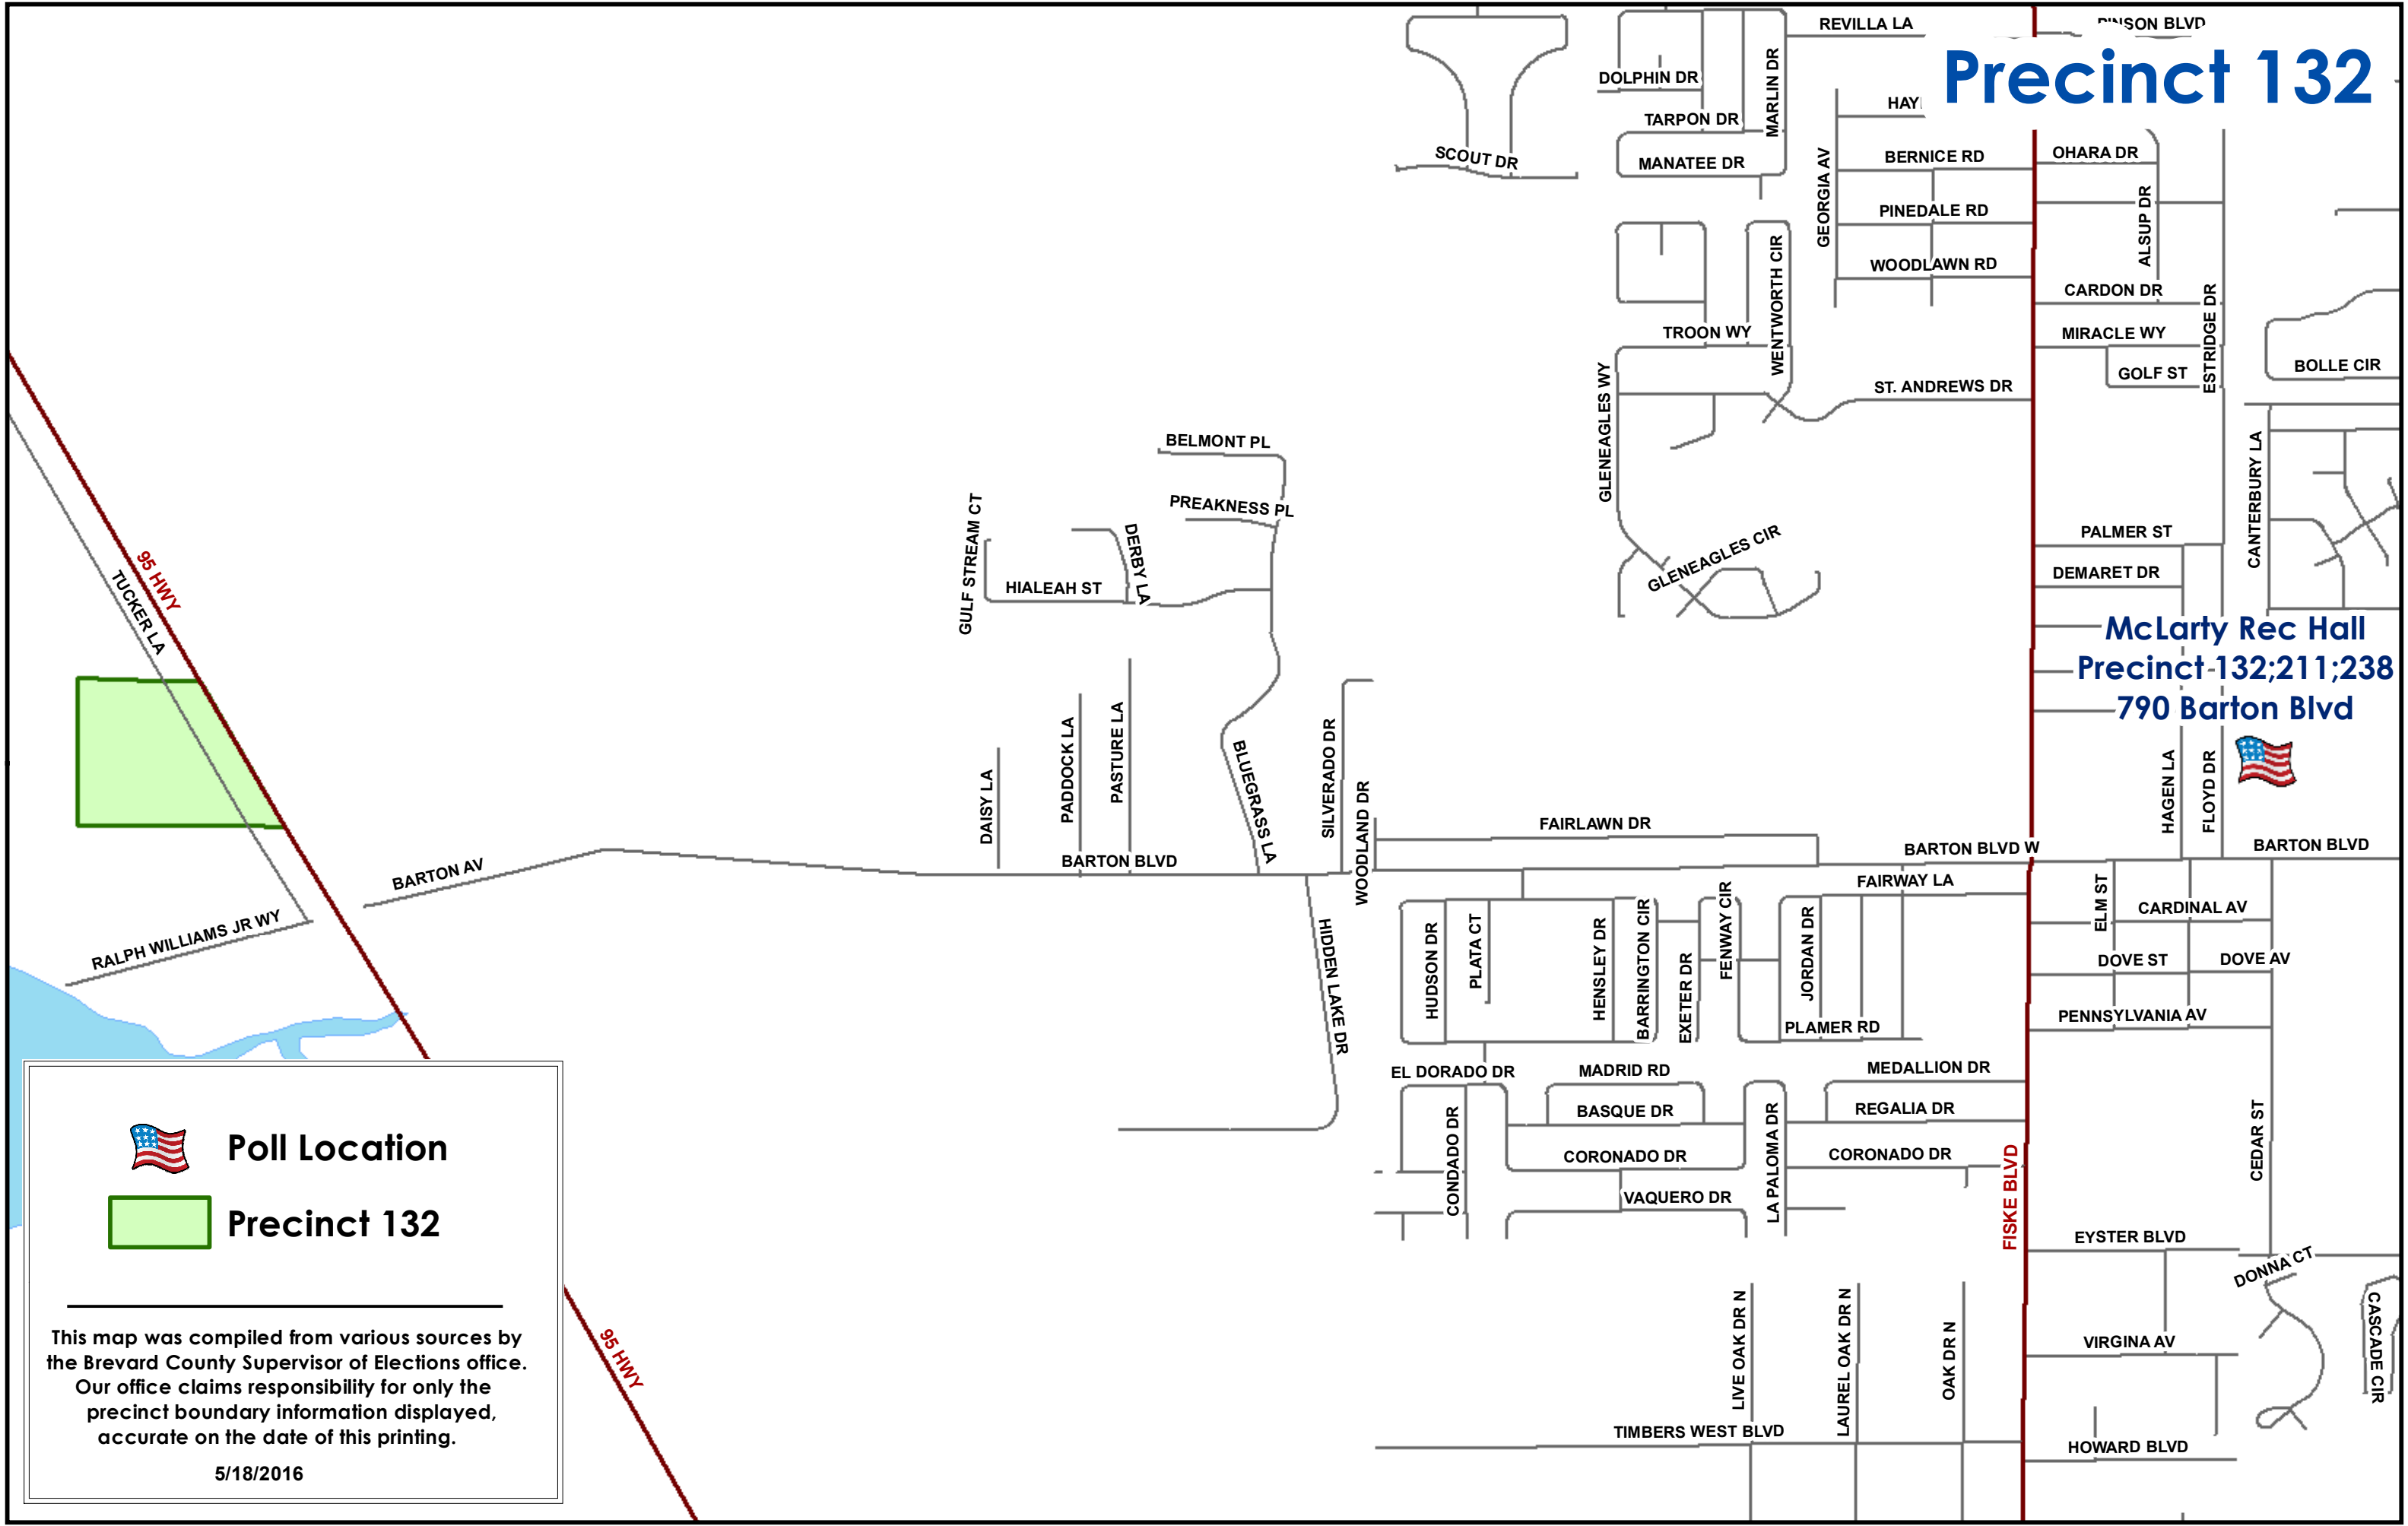 REVILLA LA
Precinct 132
DOLPHIN DR
MARLIN DR
TARPON DR
MANATEE DR
SCOUT DR
GEORGIA AV
BERNICE RD
OHARA DR
PINEDALE RD
ALSUP DR
WOODLAWN RD
WENTWORTH CIR
CARDON DR
TROON WY
MIRACLE WY
ESTRIDGE DR
GOLF ST
BOLLE CIR
ST. ANDREWS DR
GLENEAGLES WY
BELMONT PL
PREAKNESS PL
GULF STREAM CT
DERBY LA
HIALEAH ST
GLENEAGLES CIR
CANTERBURY LA
PALMER ST
DEMARET DR
95 HWY
TUCKER LA
McLarty Rec Hall
Precinct 132;211;238
790 Barton Blvd
DAISY LA
PADDOCK LA
PASTURE LA
BLUEGRASS LA
SILVERADO DR
WOODLAND DR
HAGEN LA
FLOYD DR
FAIRLAWN DR
BARTON BLVD
BARTON BLVD W
BARTON BLVD
BARTON AV
FAIRWAY LA
RALPH WILLIAMS JR WY
HIDDEN LAKE DR
HUDSON DR
PLATA CT
HENSLEY DR
BARRINGTON CIR
EXETER DR
FENWAY CIR
JORDAN DR
ELM ST
CARDINAL AV
DOVE ST
DOVE AV
PLAMER RD
PENNSYLVANIA AV
EL DORADO DR
MADRID RD
MEDALLION DR
BASQUE DR
REGALIA DR
CONDADO DR
CORONADO DR
LA PALOMA DR
CORONADO DR
VAQUERO DR
FISKE BLVD
CEDAR ST
EYSTER BLVD
DONNA CT
CASCADE CIR
LIVE OAK DR N
LAUREL OAK DR N
OAK DR N
VIRGINA AV
TIMBERS WEST BLVD
HOWARD BLVD
95 HWY
Poll Location
Precinct 132
This map was compiled from various sources by
the Brevard County Supervisor of Elections office.
Our office claims responsibility for only the
precinct boundary information displayed,
accurate on the date of this printing.
5/18/2016